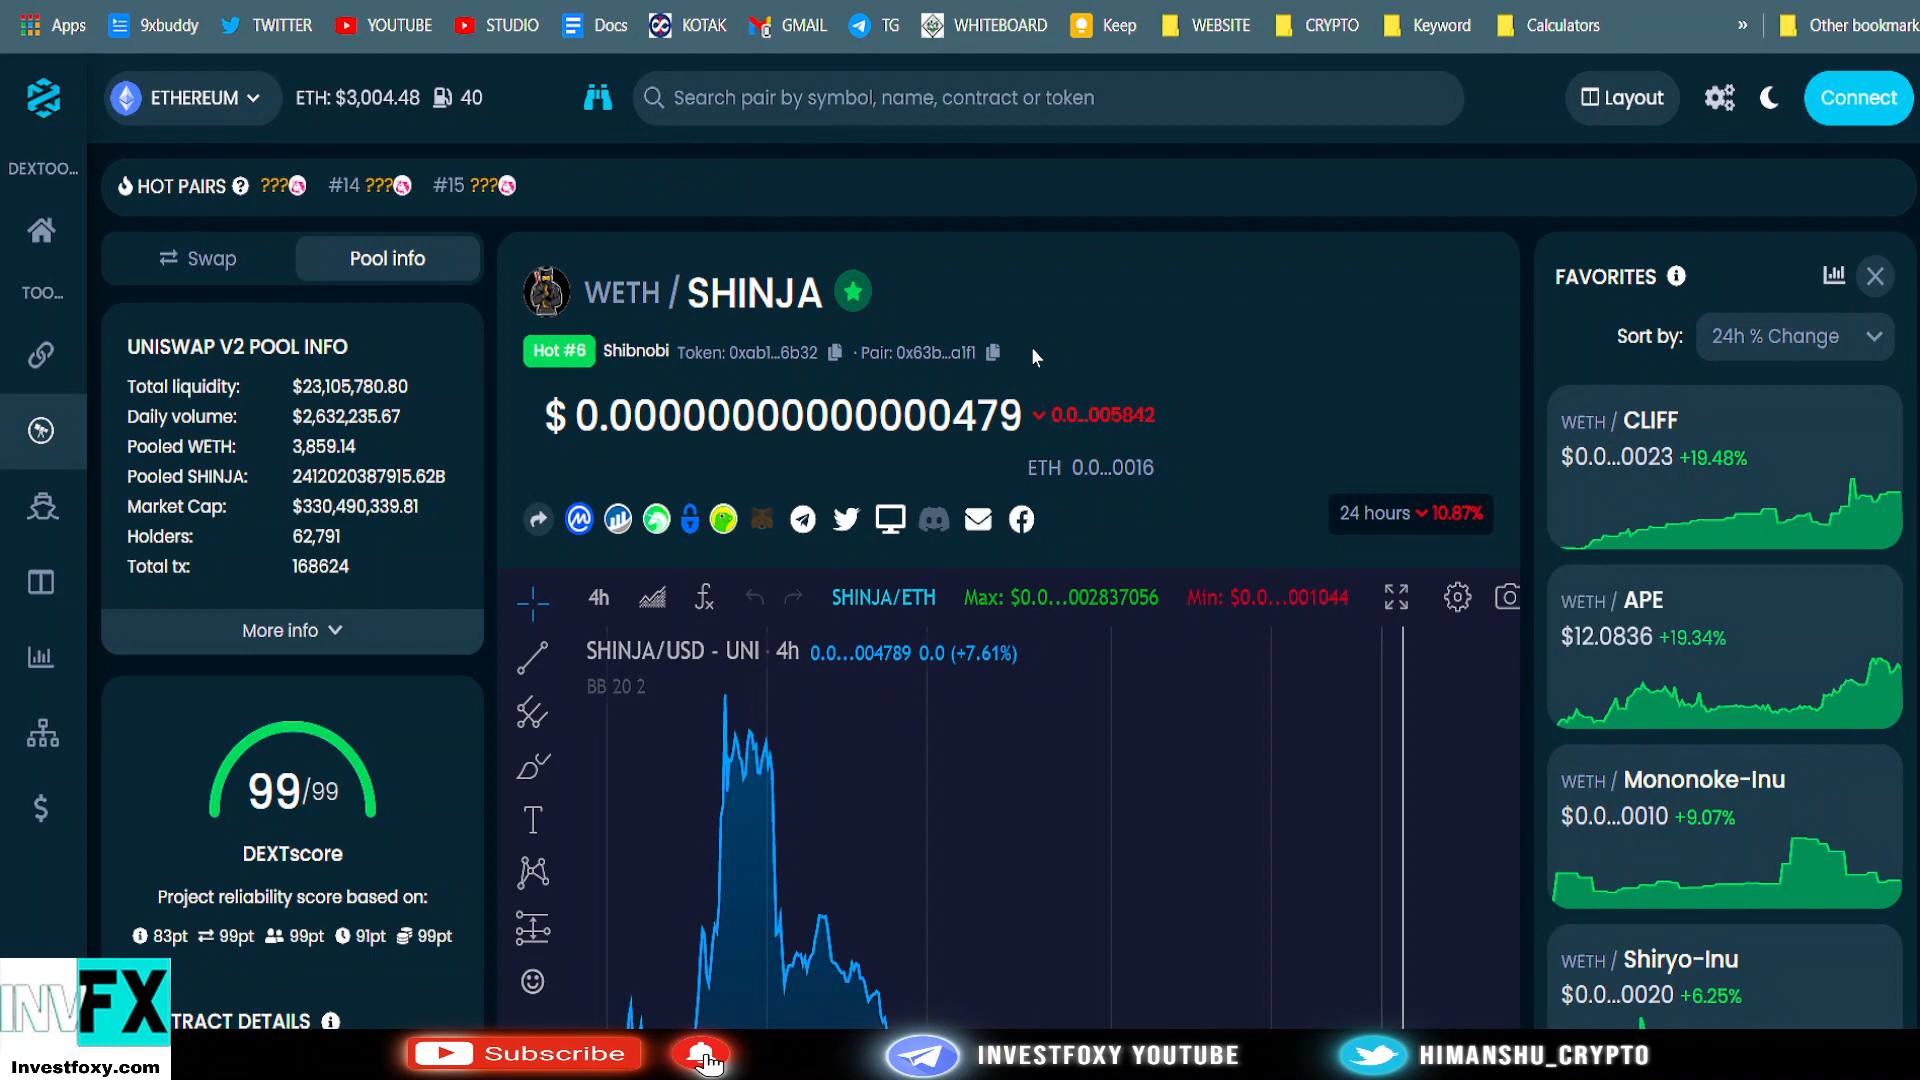 Apps 9xbuddy TWITTER YOUTUBE STUDIO Docs KOTAK GMAIL TG WHITEBOARD Keep WEBSITE CRYPTO Keyword Calculators » Other bookmark
ETHEREUM ETH: $3,004.48 40 Search pair by symbol, name, contract or token Layout Connect
DEXTOO...
HOT PAIRS ??? #14 ??? #15 ???
Swap Pool info
TOO...
UNISWAP V2 POOL INFO
Total liquidity: $23,105,780.80
Daily volume: $2,632,235.67
Pooled WETH: 3,859.14
Pooled SHINJA: 2412020387915.62B
Market Cap: $330,490,339.81
Holders: 62,791
Total tx: 168624
More info
99/99
DEXTscore
Project reliability score based on:
83pt 99pt 99pt 91pt 99pt
TRACT DETAILS
WETH / SHINJA
Hot #6 Shibnobi Token: 0xab1...6b32 · Pair: 0x63b...a1f1
$ 0.00000000000000479 0.0...005842
ETH 0.0...0016
24 hours 10.87%
4h SHINJA/ETH Max: $0.0...002837056 Min: $0.0...001044
SHINJA/USD - UNI 4h 0.0...004789 0.0 (+7.61%)
BB 20 2
T
FAVORITES
Sort by: 24h % Change
WETH / CLIFF
$0.0...0023 +19.48%
WETH / APE
$12.0836 +19.34%
WETH / Mononoke-Inu
$0.0...0010 +9.07%
WETH / Shiryo-Inu
$0.0...0020 +6.25%
INVFX
Investfoxy.com
Subscribe INVESTFOXY YOUTUBE HIMANSHU_CRYPTO